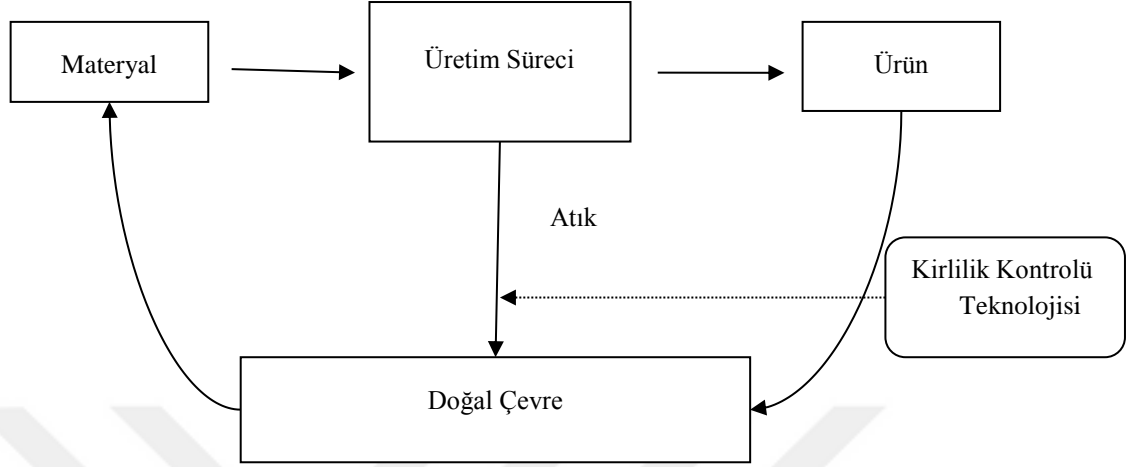 Materyal
Üretim Süreci
Ürün
Atık
Kirlilik Kontrolü
Teknolojisi
Doğal Çevre